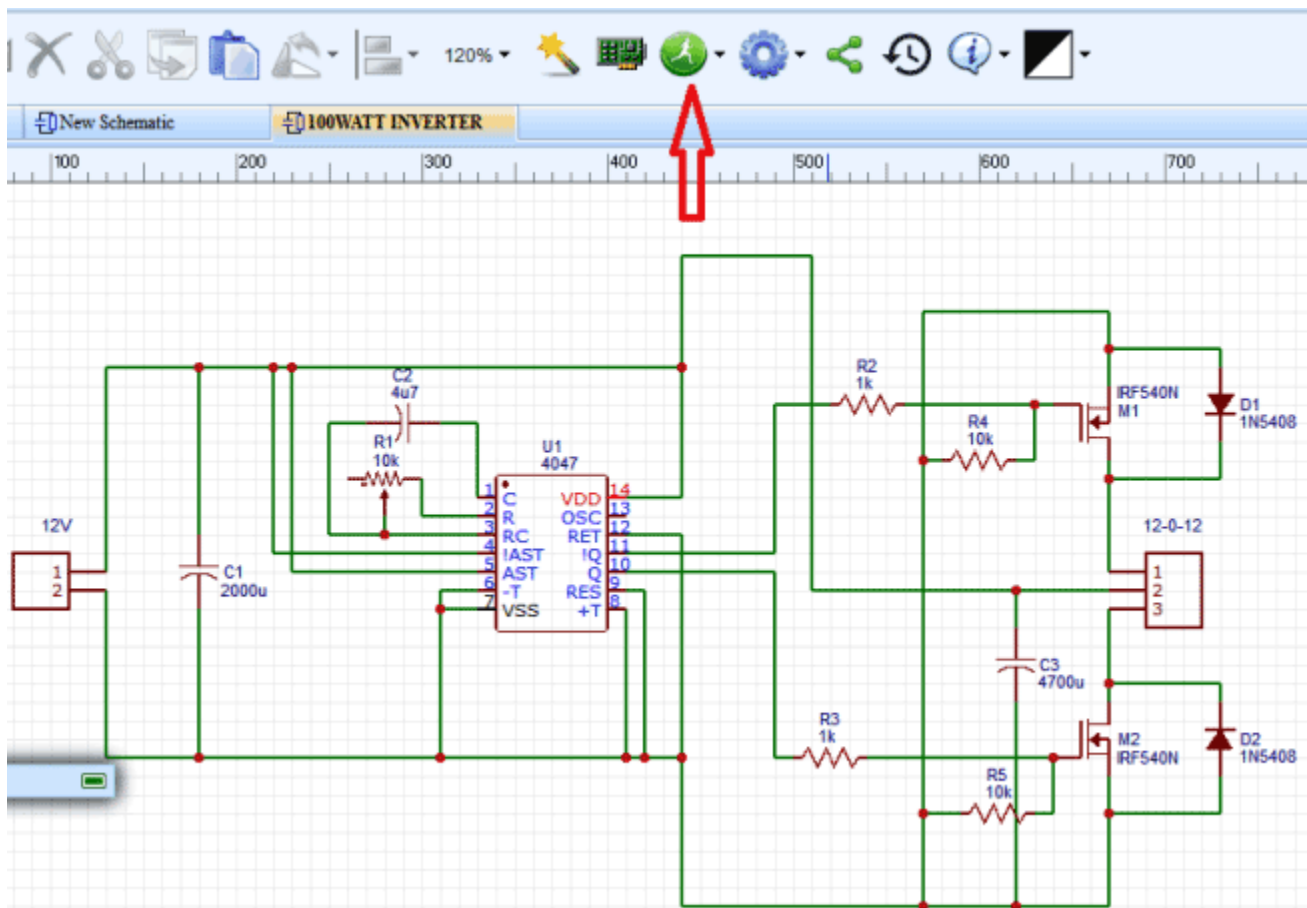 120%
New Schematic
100WATT INVERTER
100
200
300
400
500
600
700
C2
4u7
R1
10k
U1
4047
1
C
VDD
14
2
R
OSC
13
3
RC
RET
12
4
!AST
!Q
11
5
AST
Q
10
6
-T
RES
9
7
VSS
+T
8
12V
1
2
C1
2000u
R2
1k
R4
10k
IRF540N
M1
D1
1N5408
12-0-12
1
2
3
C3
4700u
R3
1k
R5
10k
M2
IRF540N
D2
1N5408